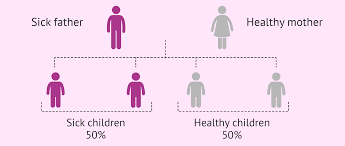 Sick father
Healthy mother
Sick children
50%
Healthy children
50%